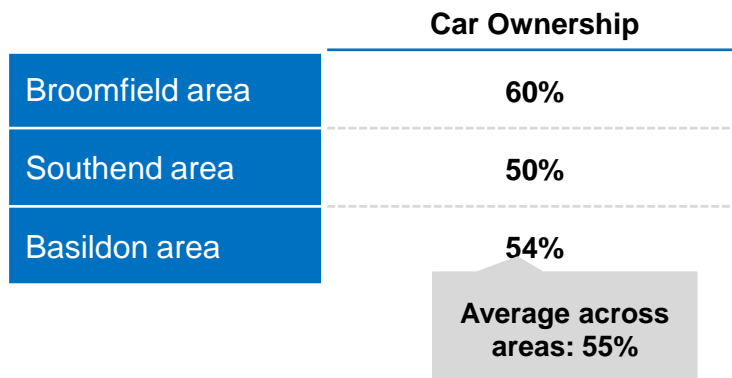 Car Ownership
Broomfield area 60%
Southend area 50%
Basildon area 54%
Average across
areas: 55%